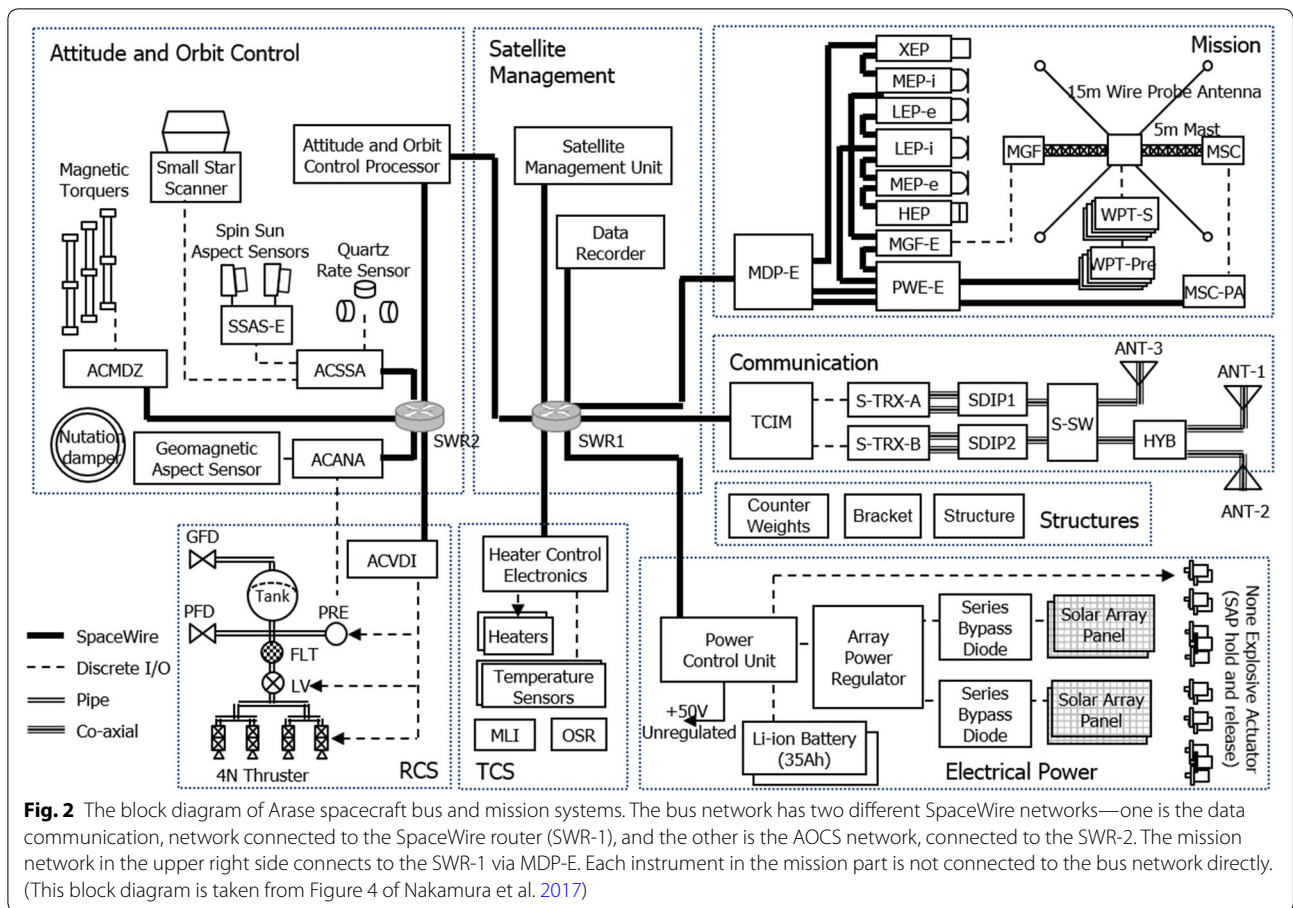 Attitude and Orbit Control
Magnetic
Torquers
Small Star
Scanner
Attitude and Orbit
Control Processor
Spin Sun
Aspect Sensors
Quartz
Rate Sensor
SSAS-E
ACMDZ
ACSSA
Nutation
damper
Geomagnetic
Aspect Sensor
ACANA
SWR2
Satellite
Management
Satellite
Management Unit
Data
Recorder
SWR1
Mission
XEP
MEP-i
LEP-e
LEP-i
MEP-e
HEP
MGF-E
PWE-E
MDP-E
15m Wire Probe Antenna
5m Mast
MGF
MSC
WPT-S
WPT-Pre
MSC-PA
Communication
TCIM
S-TRX-A
S-TRX-B
SDIP1
SDIP2
S-SW
HYB
ANT-3
ANT-1
ANT-2
Counter
Weights
Bracket
Structure
Structures
GFD
PFD
Tank
PRE
FLT
LV
ACVDI
4N Thruster
RCS
SpaceWire
Discrete I/O
Pipe
Co-axial
Heater Control
Electronics
Heaters
Temperature
Sensors
MLI
OSR
TCS
Power
Control Unit
+50V
Unregulated
Li-ion Battery
(35Ah)
Array
Power
Regulator
Series
Bypass
Diode
Solar Array
Panel
Series
Bypass
Diode
Solar Array
Panel
Electrical Power
None Explosive Actuator
(SAP hold and release)
Fig. 2 The block diagram of Arase spacecraft bus and mission systems. The bus network has two different SpaceWire networks—one is the data
communication, network connected to the SpaceWire router (SWR-1), and the other is the AOCS network, connected to the SWR-2. The mission
network in the upper right side connects to the SWR-1 via MDP-E. Each instrument in the mission part is not connected to the bus network directly.
(This block diagram is taken from Figure 4 of Nakamura et al. 2017)